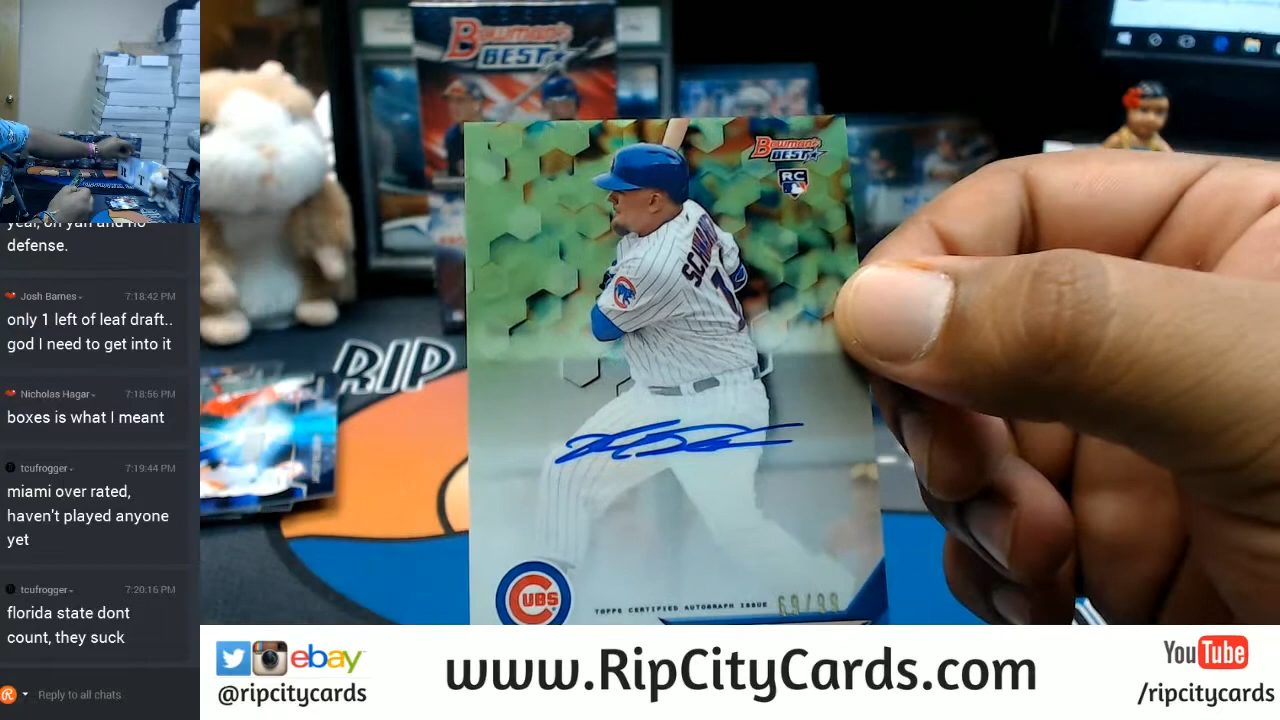 yeah, oh yah and no
defense.
Josh Barnes
7:18:42 PM
only 1 left of leaf draft..
god I need to get into it
Nicholas Hagar
7:18:56 PM
boxes is what I meant
tcufrogger
7:19:44 PM
miami over rated,
haven't played anyone
yet
tcufrogger
7:20:16 PM
florida state dont
count, they suck
Reply to all chats
Bowman's
BEST
Bowman's
BEST
RC
RIP
CUBS
TOPPS CERTIFIED AUTOGRAPH ISSUE
69/99
ebay
@ripcitycards
www.RipCityCards.com
YouTube
/ripcitycards